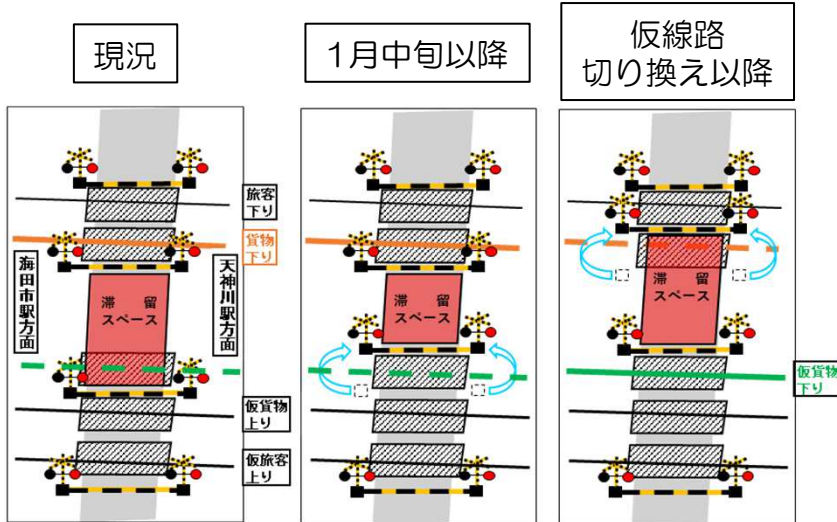 現況
1月中旬以降
仮線路
切り換え以降
旅客
下り
貨物
下り
海田市駅方面
天神川駅方面
滞　留
スペース
仮貨物
上り
仮旅客
上り
滞　留
スペース
滞　留
スペース
仮貨物
下り